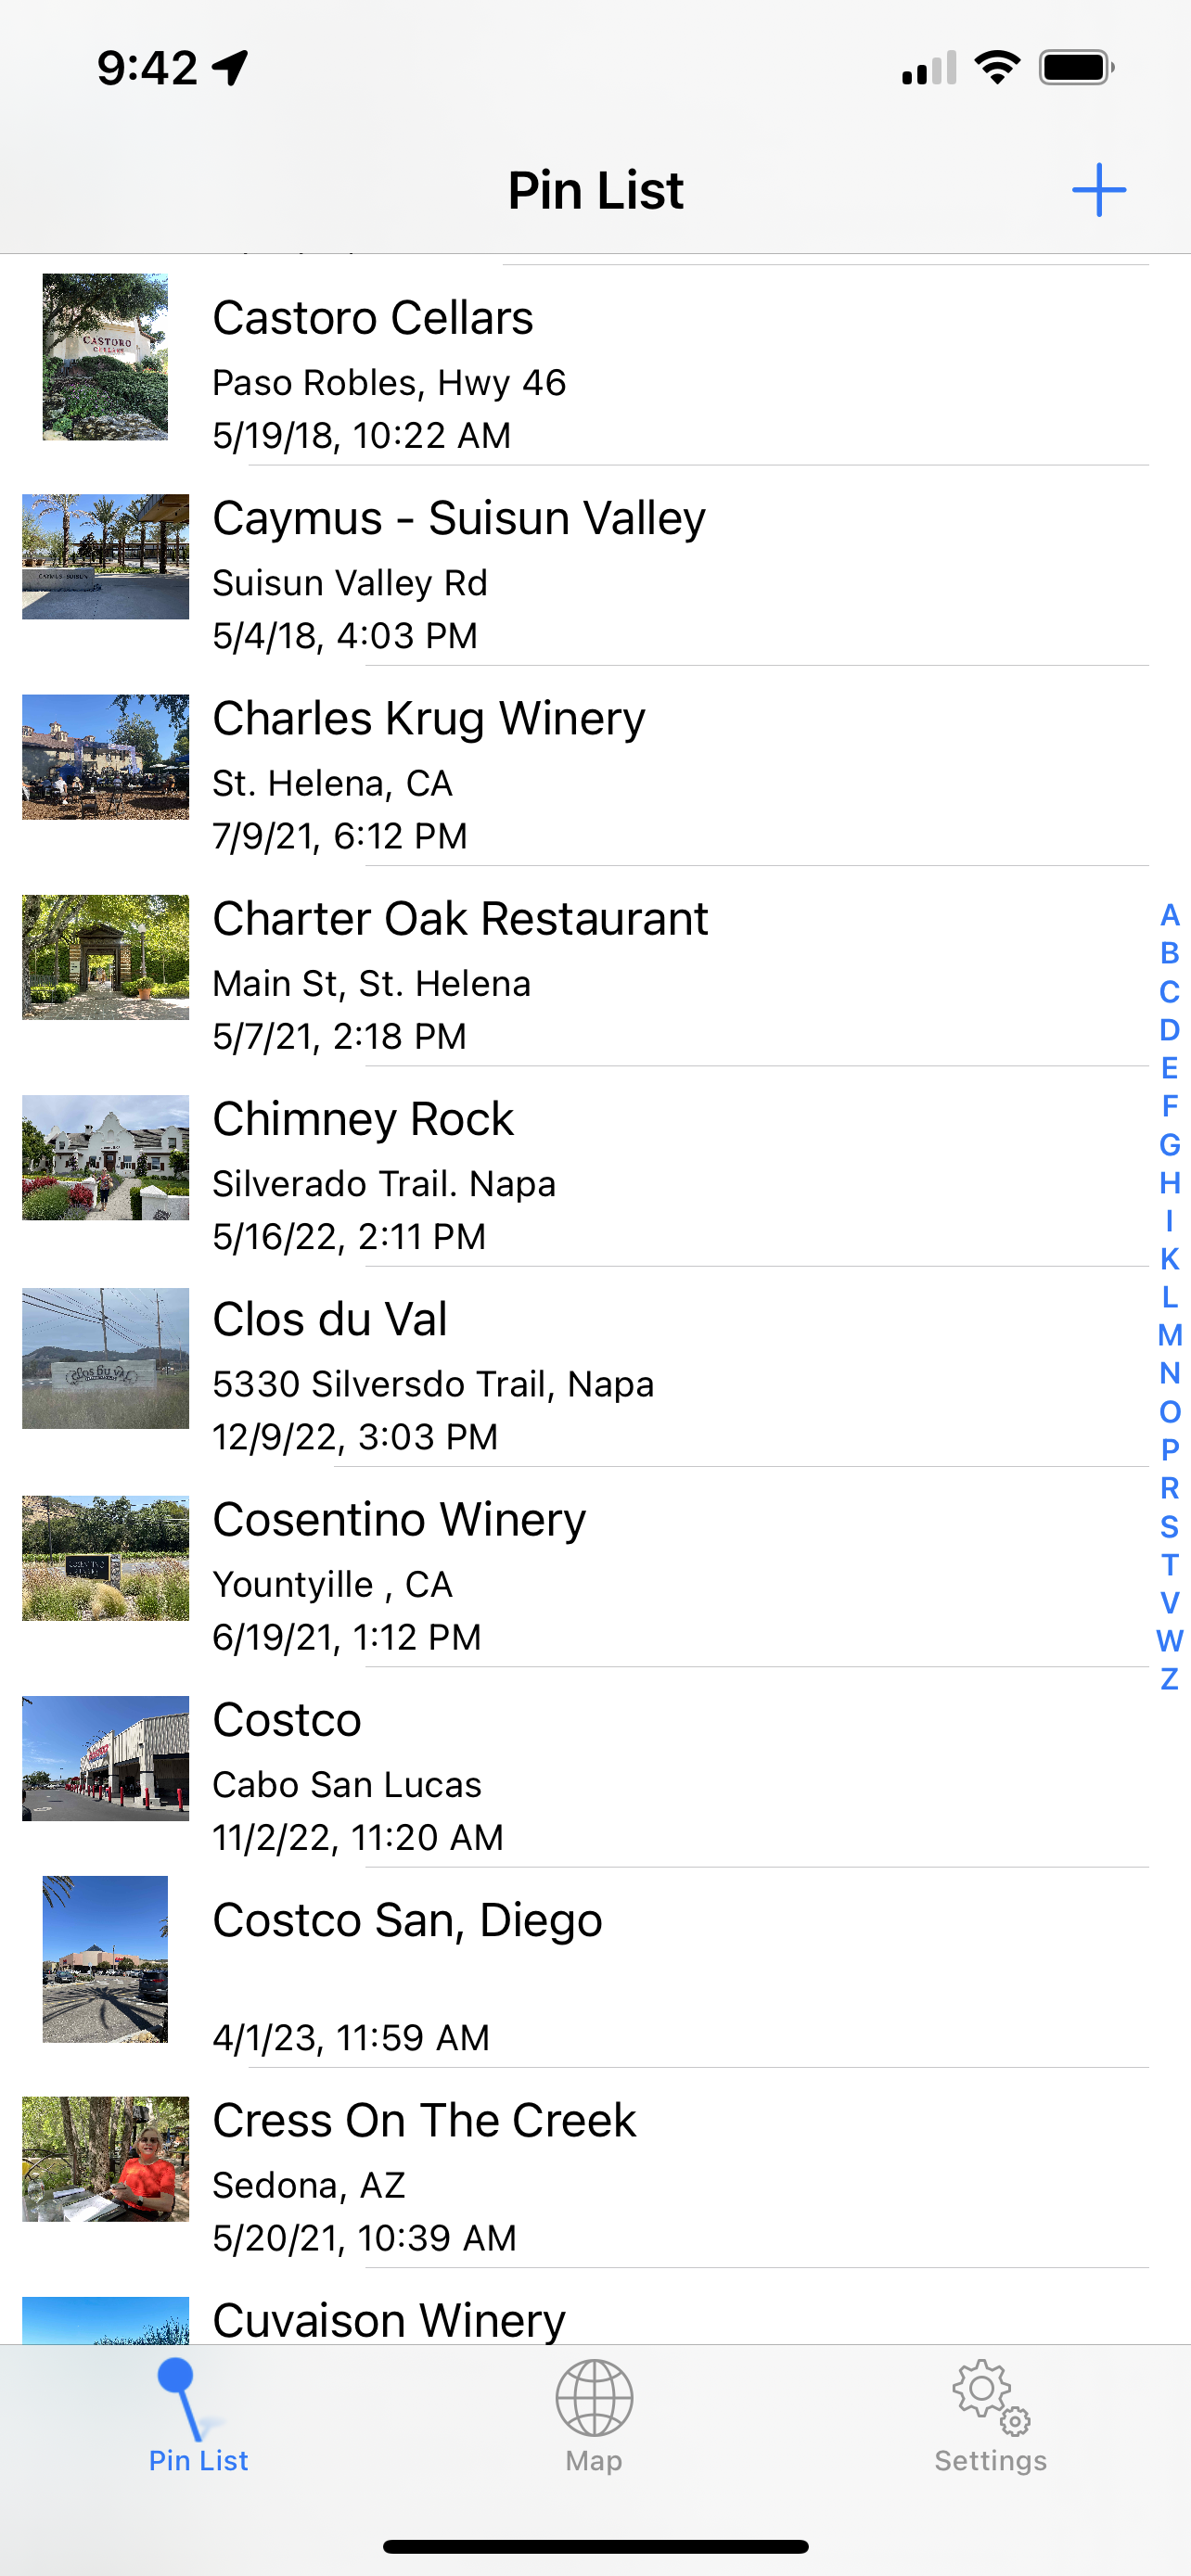 9:42
Pin List
Castoro Cellars
CASTORO
Paso Robles, Hwy 46
5/19/18, 10:22 AM
Caymus - Suisun Valley
Suisun Valley Rd
5/4/18, 4:03 PM
Charles Krug Winery
St. Helena, CA
7/9/21, 6:12 PM
Charter Oak Restaurant
Main St, St. Helena
5/7/21, 2:18 PM
Chimney Rock
Silverado Trail. Napa
5/16/22, 2:11 PM
Clos du Val
5330 Silversdo Trail, Napa
12/9/22, 3:03 PM
Cosentino Winery
Yountyille , CA
6/19/21, 1:12 PM
Costco
Cabo San Lucas
11/2/22, 11:20 AM
Costco San, Diego
4/1/23, 11:59 AM
Cress On The Creek
Sedona, AZ
5/20/21, 10:39 AM
Cuvaison Winery
A
B
C
D
E
F
G
H
I
K
L
M
N
O
P
R
S
T
V
W
Z
Pin List
Map
Settings